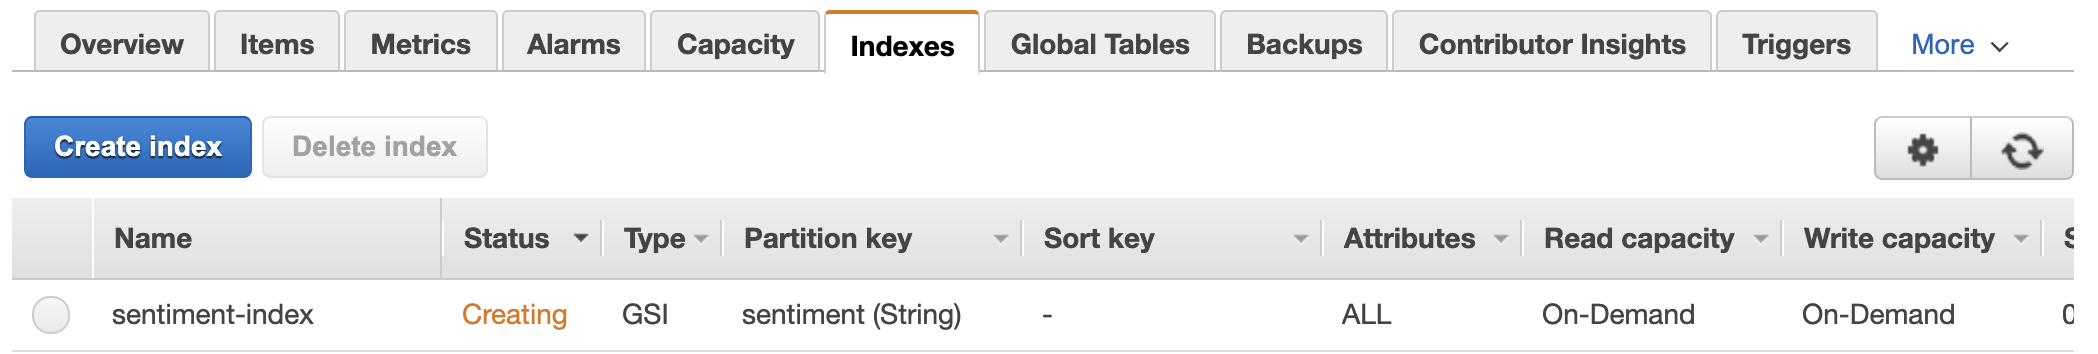 Overview Items Metrics Alarms Capacity Indexes Global Tables Backups Contributor Insights Triggers More
Create index Delete index
Name Status Type Partition key Sort key Attributes Read capacity Write capacity
sentiment-index Creating GSI sentiment (String) - ALL On-Demand On-Demand